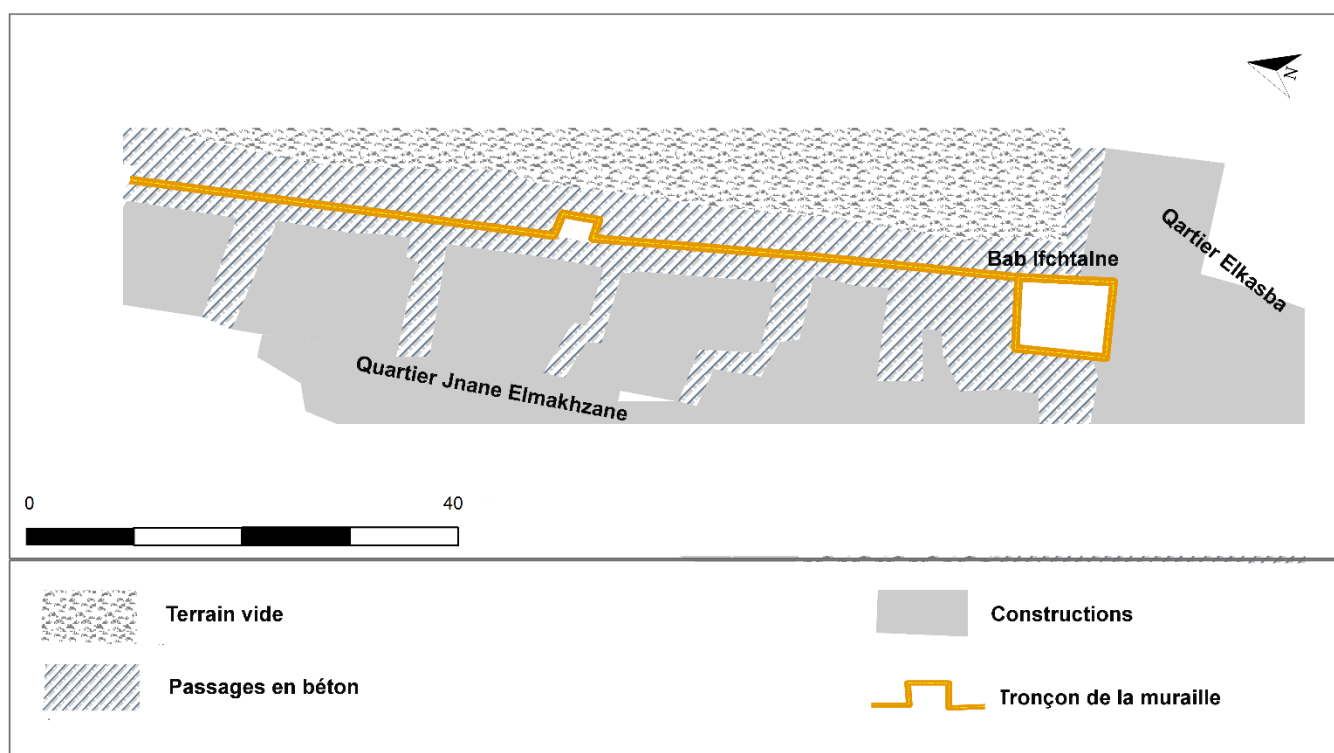 N
Qartier Elkasba
Bab Ifchtalne
Quartier Jnane Elmakhzane
0 40
Terrain vide
Constructions
Passages en béton
Tronçon de la muraille